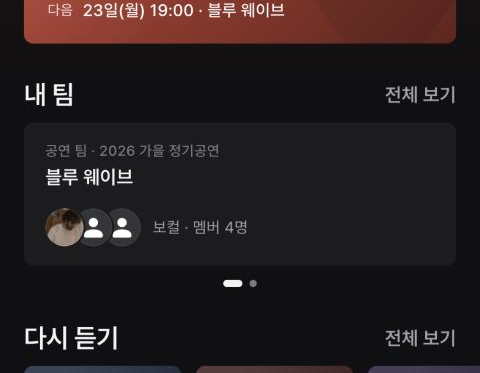 다음 23일(월) 19:00 · 블루 웨이브
내 팀 전체 보기
공연 팀 · 2026 가을 정기공연
블루 웨이브
보컬 · 멤버 4명
다시 듣기 전체 보기